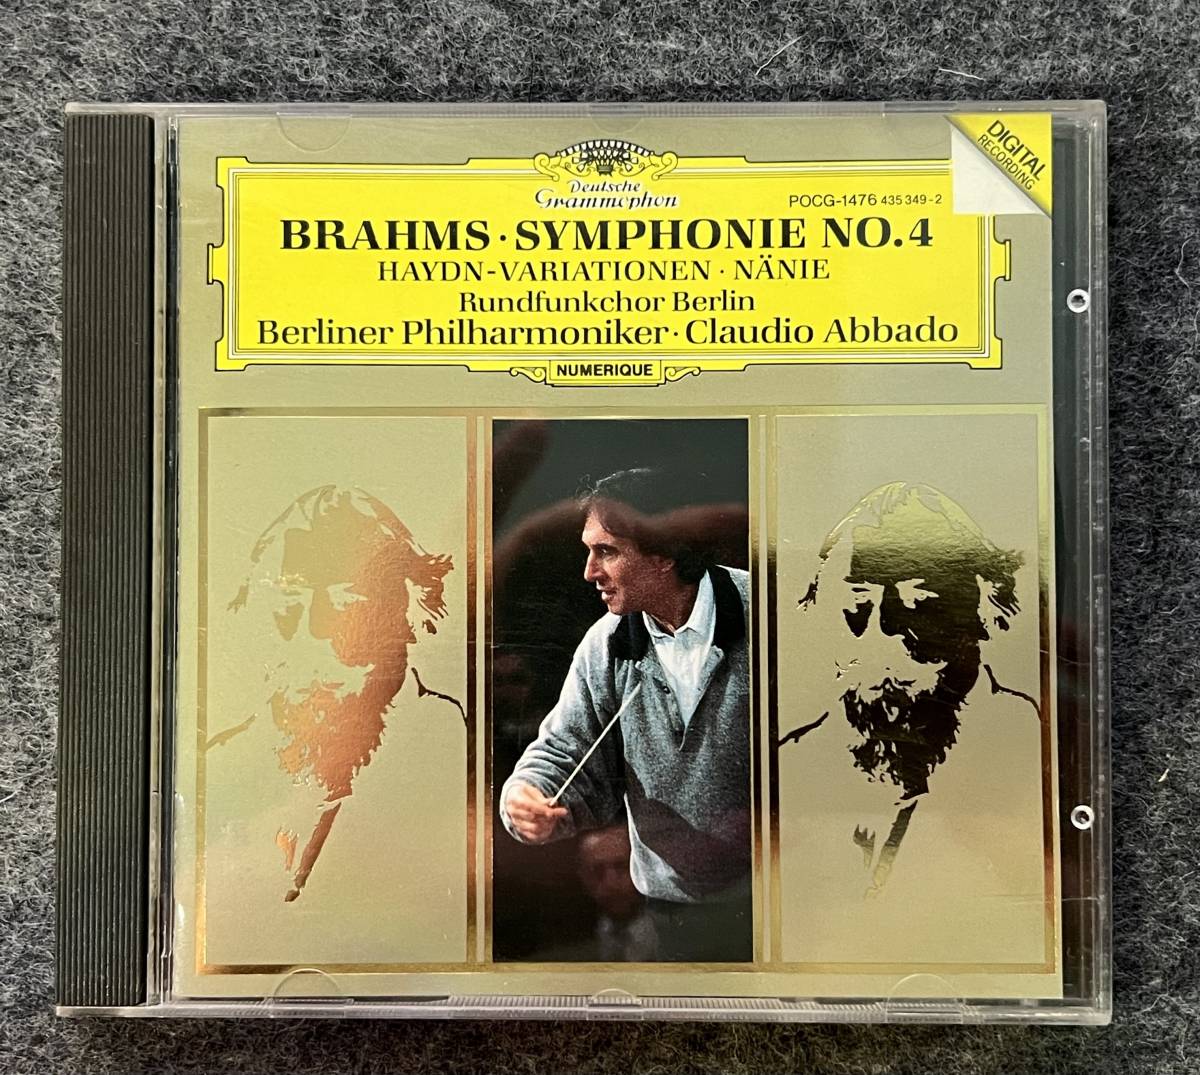 DIGITAL
RECORDING
Deutsche
Grammophon
POCG-1476 435 349-2
BRAHMS · SYMPHONIE NO.4
HAYDN-VARIATIONEN · NÄNIE
Rundfunkchor Berlin
Berliner Philharmoniker · Claudio Abbado
NUMERIQUE